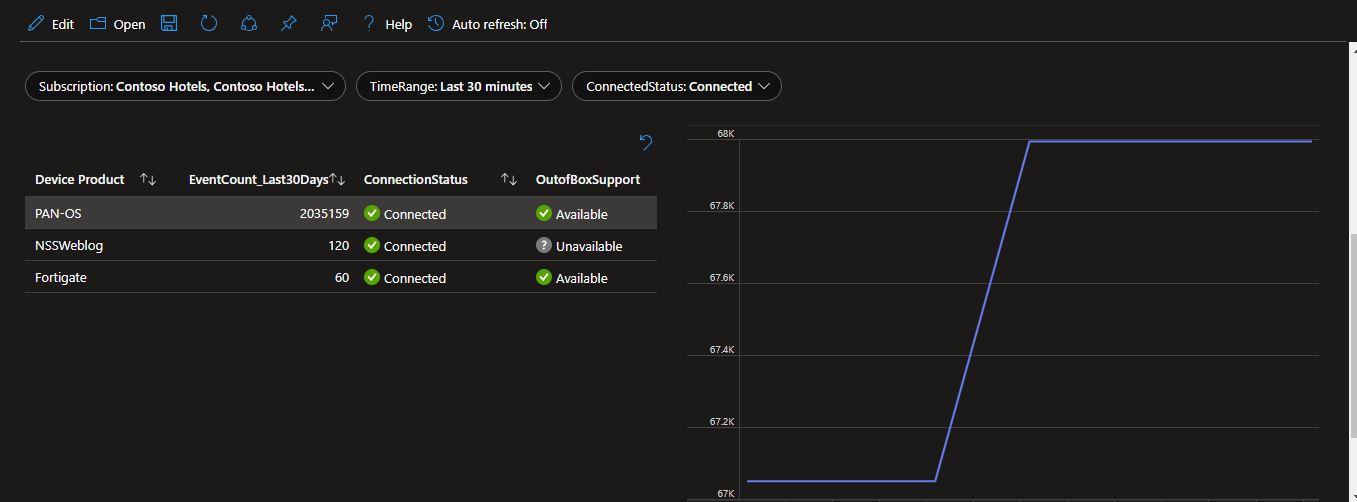 Edit Open Help Auto refresh: Off
Subscription: Contoso Hotels, Contoso Hotels... TimeRange: Last 30 minutes ConnectedStatus: Connected
Device Product EventCount_Last30Days ConnectionStatus OutofBoxSupport
PAN-OS 2035159 Connected Available
NSSWeblog 120 Connected Unavailable
Fortigate 60 Connected Available
68K
67.8K
67.6K
67.4K
67.2K
67K